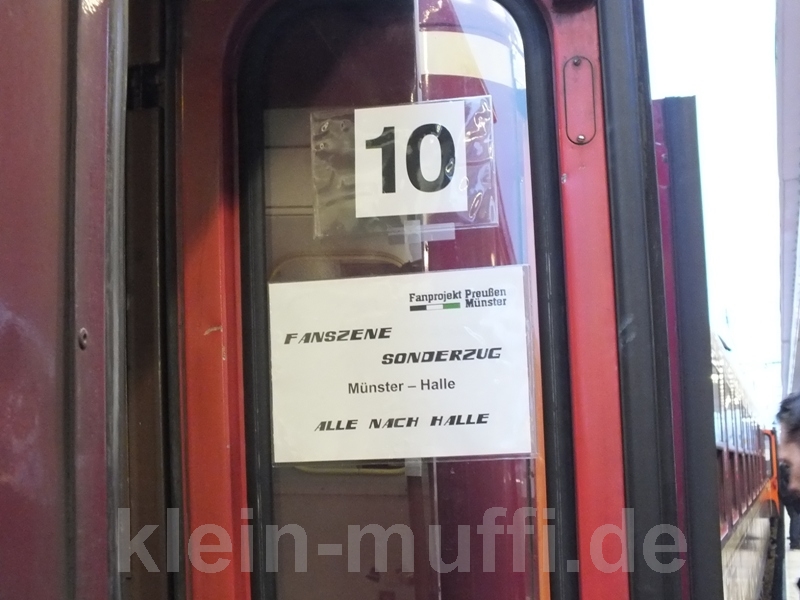 10
Fanprojekt Preußen
Münster
FANSZENE
SONDERZUG
Münster – Halle
ALLE NACH HALLE
klein-muffi.de